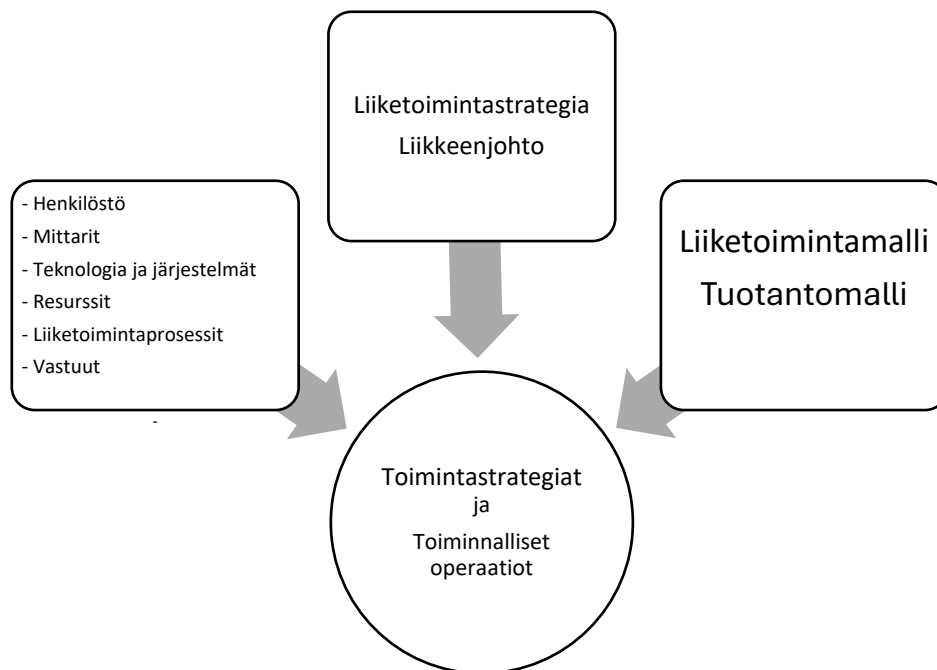 Liiketoimintastrategia
Liikkeenjohto
- Henkilöstö
- Mittarit
- Teknologia ja järjestelmät
- Resurssit
- Liiketoimintaprosessit
- Vastuut
-
Liiketoimintamalli
Tuotantomalli
Toimintastrategiat
ja
Toiminnalliset
operaatiot